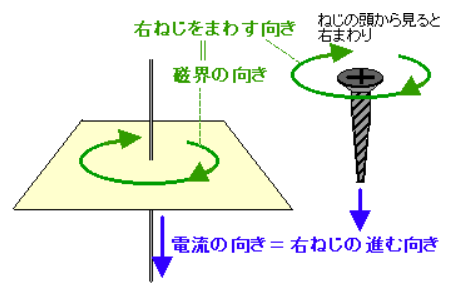 右ねじをまわす向き
||
磁界の向き
ねじの頭から見ると
右まわり
電流の向き＝右ねじの進む向き